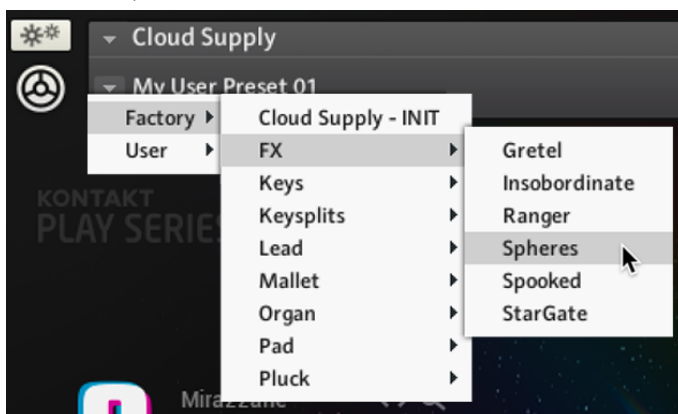 Cloud Supply
My User Preset 01
Factory
User
Cloud Supply - INIT
FX
Keys
Keysplits
Lead
Mallet
Organ
Pad
Pluck
Gretel
Insobordinate
Ranger
Spheres
Spooked
StarGate
KONTAKT
PLAY SERIES